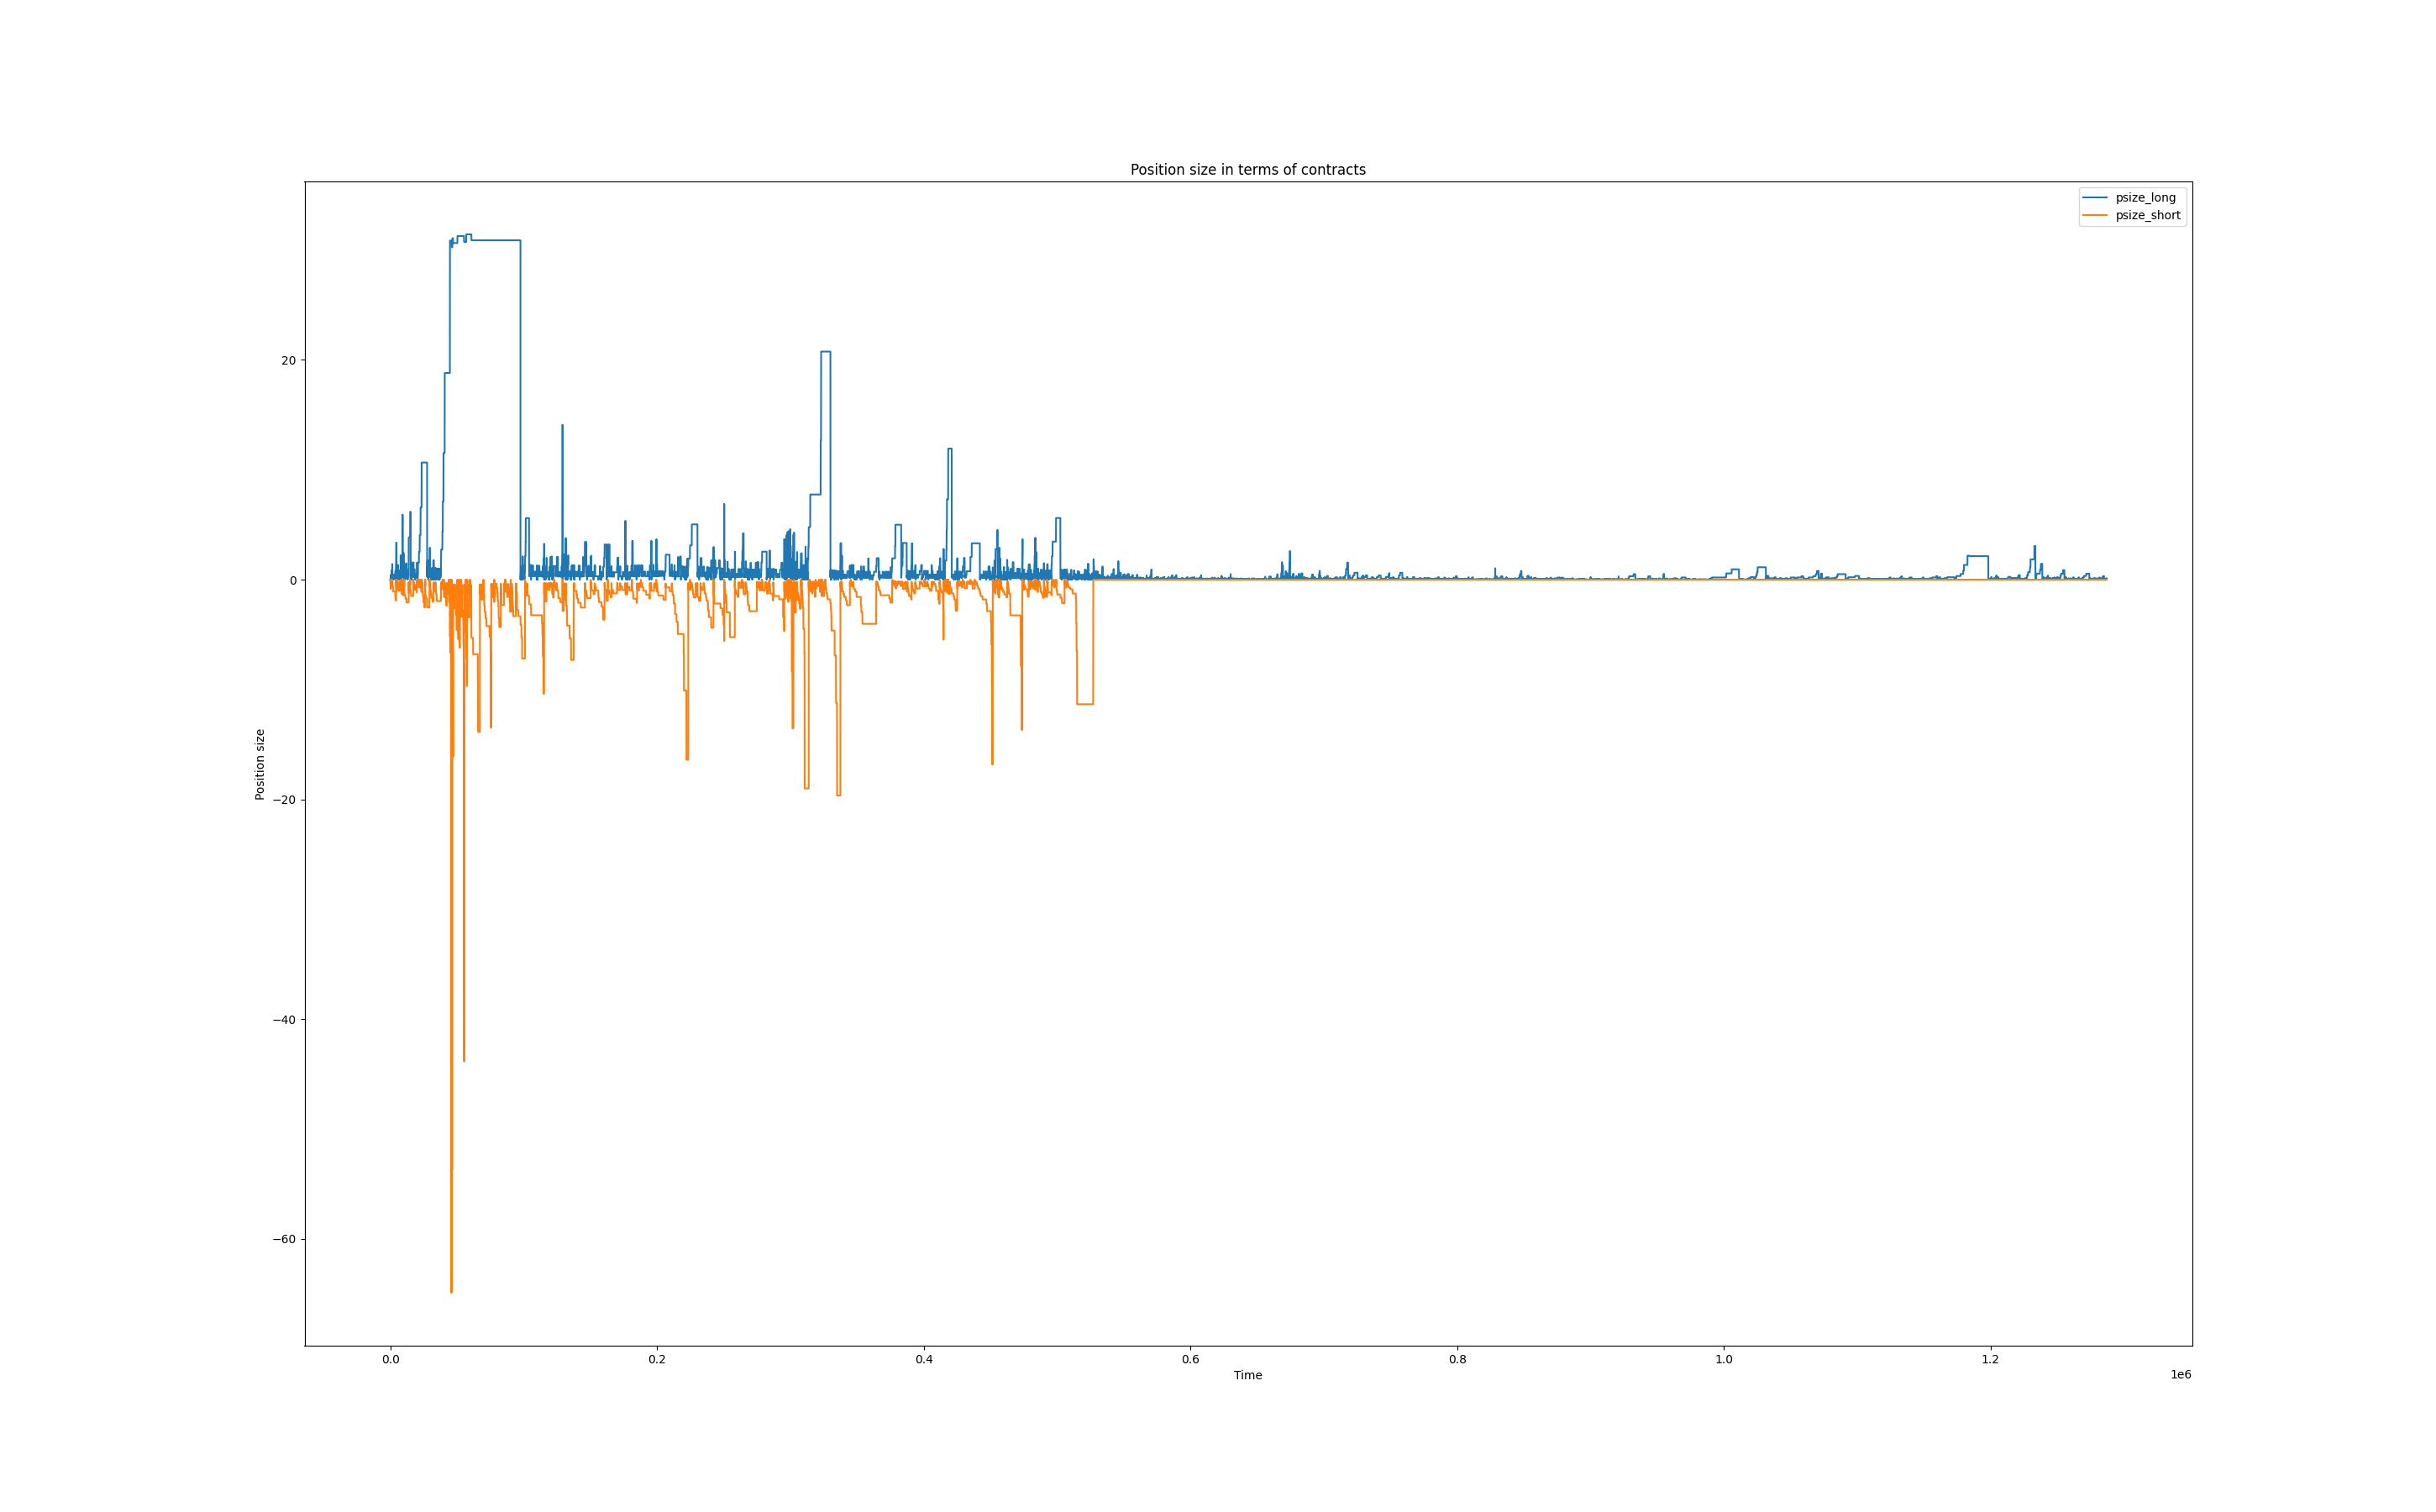 Position size in terms of contracts
psize_long
psize_short
Position size
20
0
−20
−40
−60
0.0 0.2 0.4 0.6 0.8 1.0 1.2
Time
1e6